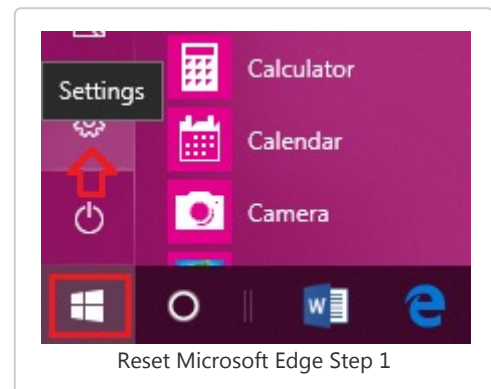 Calculator
Settings
Calendar
Camera
W
Reset Microsoft Edge Step 1